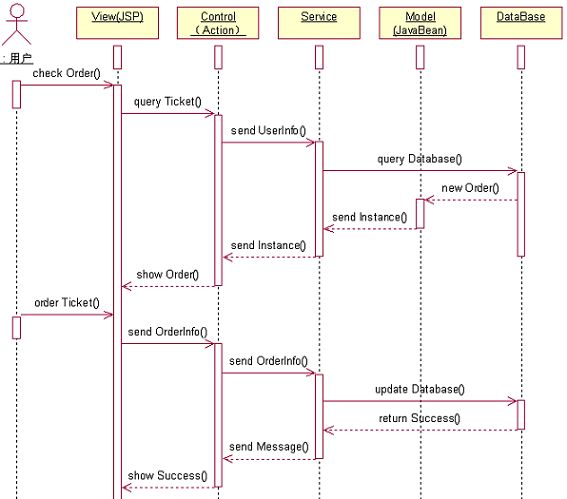 View(JSP)
Control
（Action）
Service
Model
(JavaBean)
DataBase
: 用户
check Order()
query Ticket()
send UserInfo()
query Database()
new Order()
send Instance()
send Instance()
show Order()
order Ticket()
send OrderInfo()
send OrderInfo()
update Database()
return Success()
send Message()
show Success()